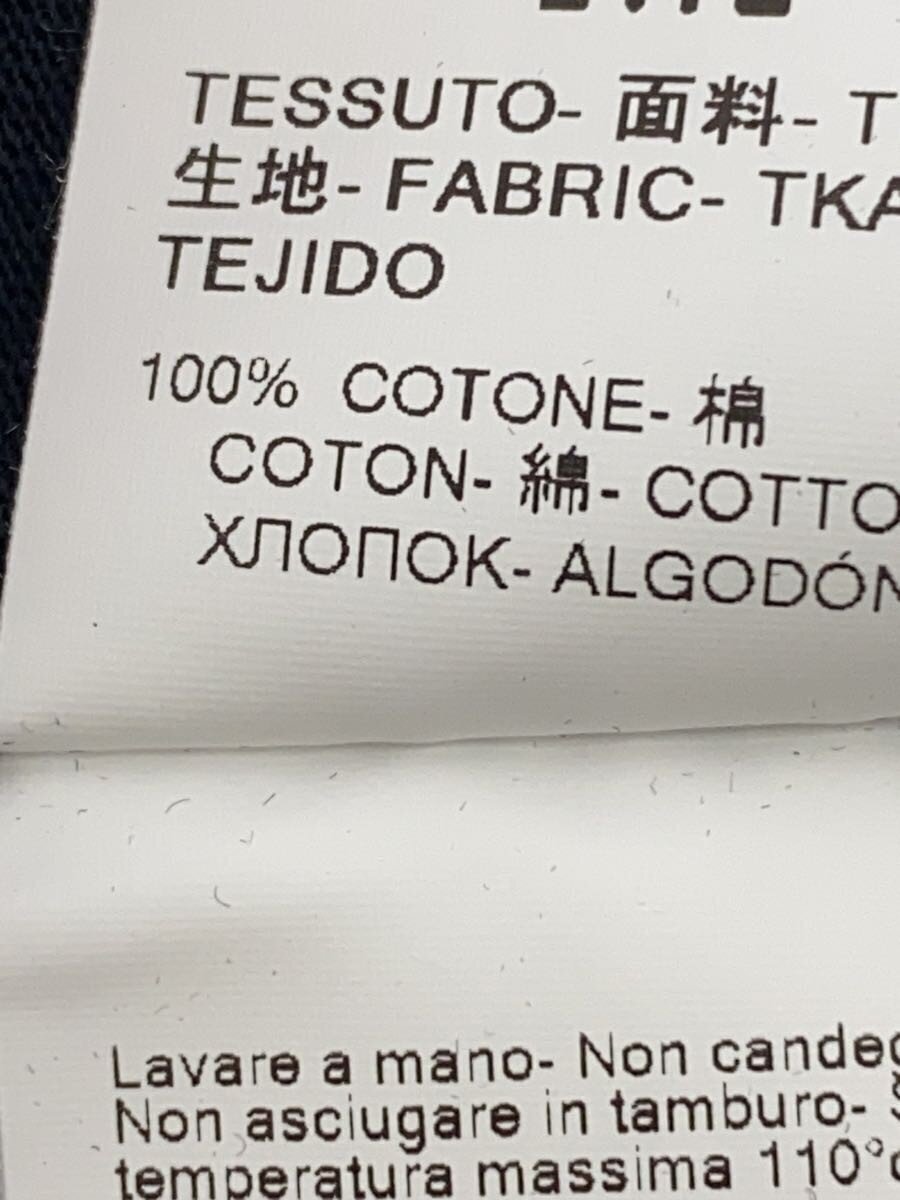 TESSUTO- 面料- T
生地- FABRIC- TKA
TEJIDO
100% COTONE- 棉
COTON- 綿- COTTO
ХЛОПОК- ALGODÓN
Lavare a mano- Non cande
Non asciugare in tamburo-
temperatura massima 110°c